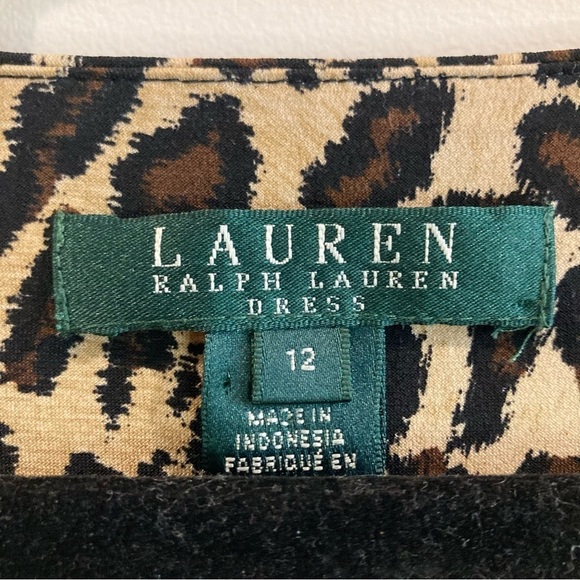 LAUREN
RALPH LAUREN
DRESS
12
MADE IN
INDONESIA
FABRIQUÉ EN